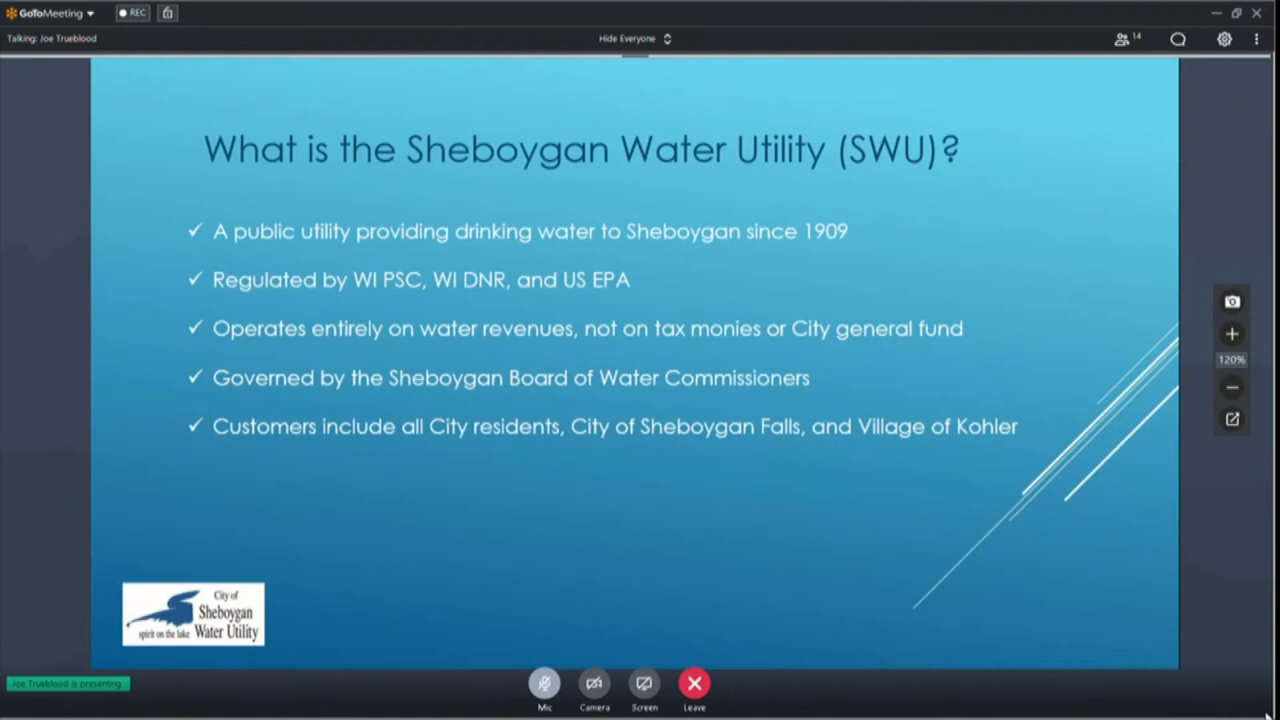 GoToMeeting
REC
Talking: Joe Trueblood
Hide Everyone
14
What is the Sheboygan Water Utility (SWU)?
✓ A public utility providing drinking water to Sheboygan since 1909
✓ Regulated by WI PSC, WI DNR, and US EPA
✓ Operates entirely on water revenues, not on tax monies or City general fund
✓ Governed by the Sheboygan Board of Water Commissioners
✓ Customers include all City residents, City of Sheboygan Falls, and Village of Kohler
120%
City of
Sheboygan
spirit on the lake Water Utility
Joe Trueblood is presenting
Mic Camera Screen Leave